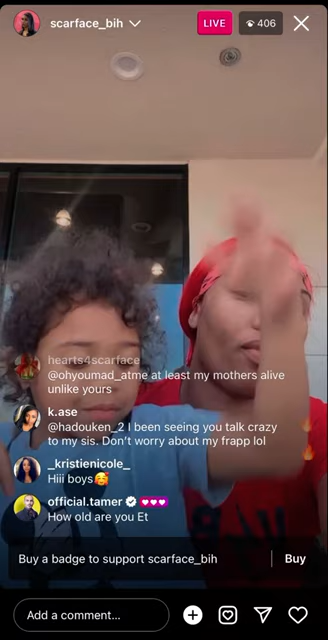 scarface_bih
LIVE
406
hearts4scarface
@ohyoumad_atme at least my mothers alive
unlike yours
k.ase
@hadouken_2 I been seeing you talk crazy
to my sis. Don't worry about my frapp lol
_kristienicole_
Hiii boys🥰
official.tamer
How old are you Et
Buy a badge to support scarface_bih
Buy
Add a comment...